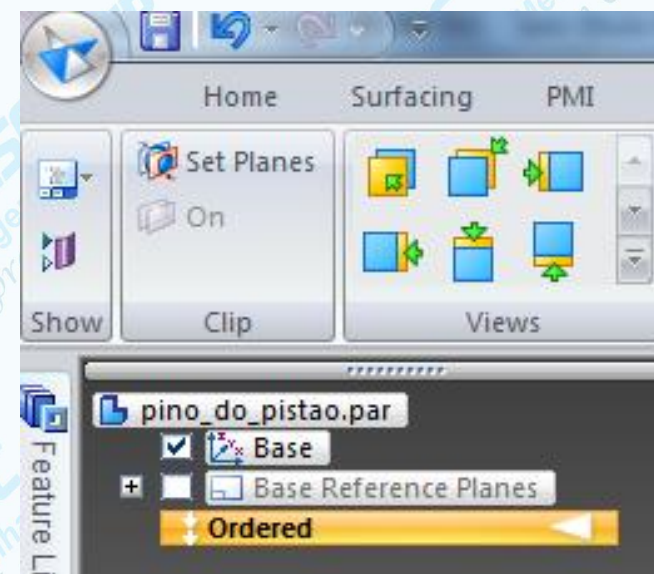 Home Surfacing PMI
Set Planes
On
Show Clip Views
pino_do_pistao.par
Base
Base Reference Planes
Ordered
Feature Li